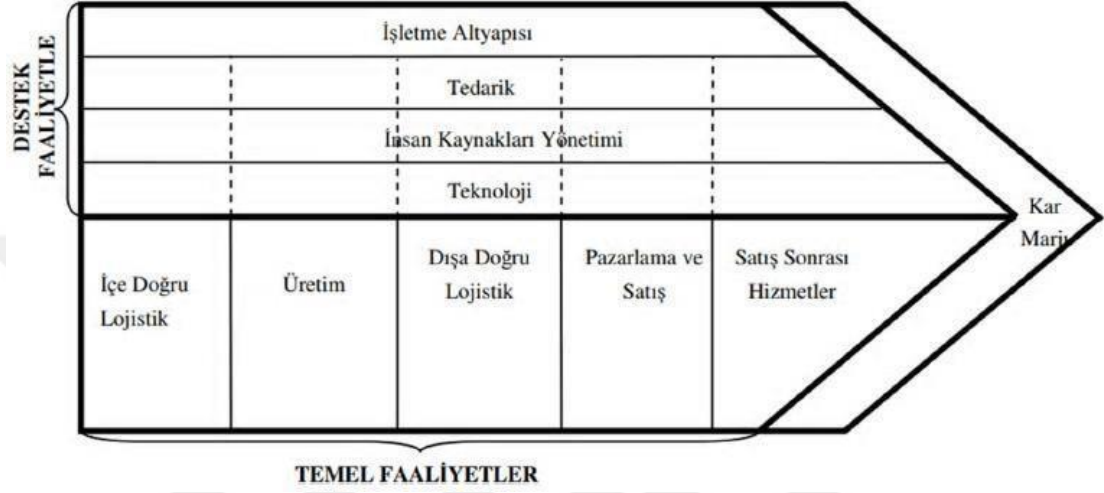 DESTEK
FAALİYETLE
İşletme Altyapısı
Tedarik
İnsan Kaynakları Yönetimi
Teknoloji
Kar
Marjı
İçe Doğru
Lojistik
Üretim
Dışa Doğru
Lojistik
Pazarlama ve
Satış
Satış Sonrası
Hizmetler
TEMEL FAALİYETLER